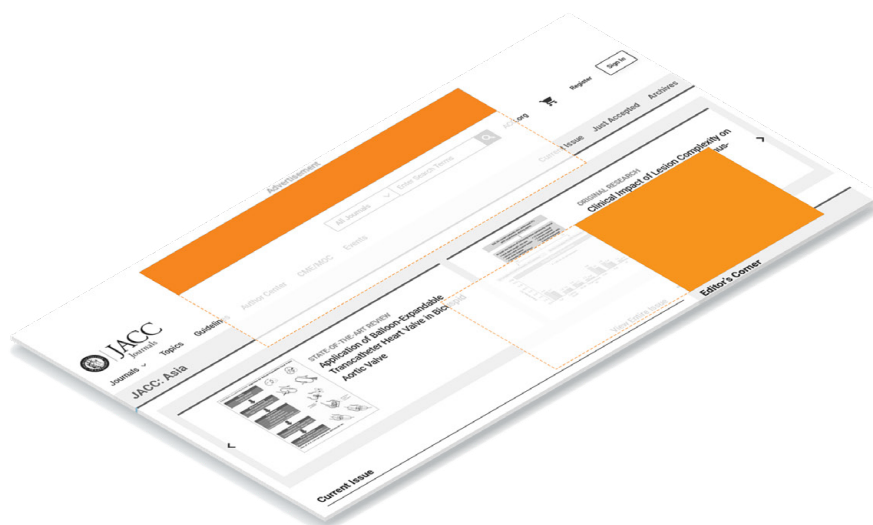 Advertisement
Sign In
Register
.org
All Journals
Enter Search Terms
JACC
Journals
Journals
Topics
Guidelines
Author Center
CME/MOC
Events
JACC: Asia
Current Issue
Just Accepted
Archives
STATE-OF-THE-ART REVIEW
Application of Balloon-Expandable
Transcatheter Heart Valve in Bicuspid
Aortic Valve
ORIGINAL RESEARCH
Clinical Impact of Lesion Complexity on
View Entire Issue
Current Issue
Editor's Corner